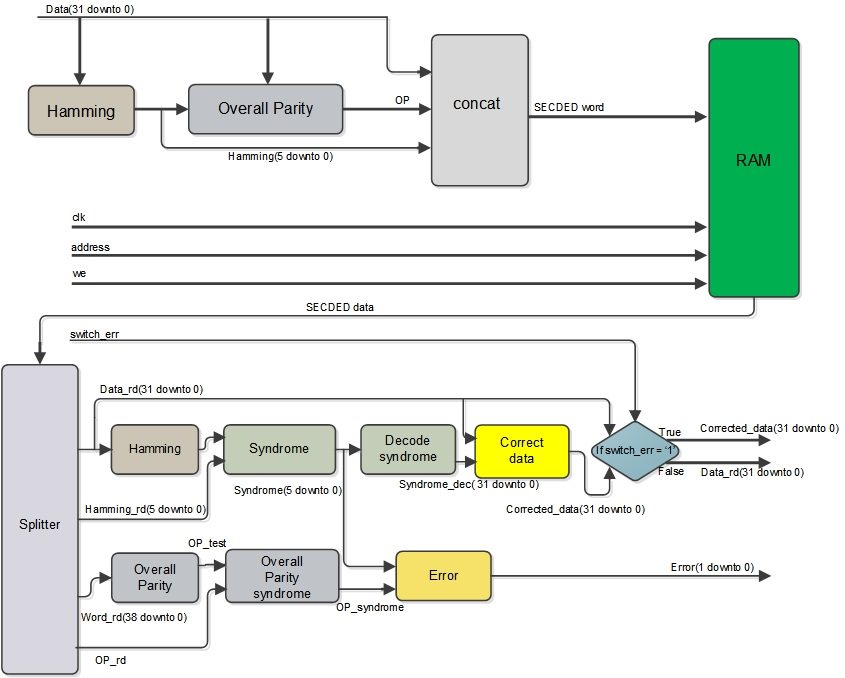 Data(31 downto 0)
Hamming
Overall Parity
OP
concat
SECDED word
RAM
Hamming(5 downto 0)
clk
address
we
SECDED data
switch_err
Data_rd(31 downto 0)
Hamming
Syndrome
Decode
syndrome
Correct
data
If switch_err = '1'
True
Corrected_data(31 downto 0)
False
Data_rd(31 downto 0)
Syndrome(5 downto 0)
Syndrome_dec( 31 downto 0)
Hamming_rd(5 downto 0)
Corrected_data(31 downto 0)
Splitter
OP_test
Overall
Parity
Overall
Parity
syndrome
Error
Error(1 downto 0)
OP_syndrome
Word_rd(38 downto 0)
OP_rd